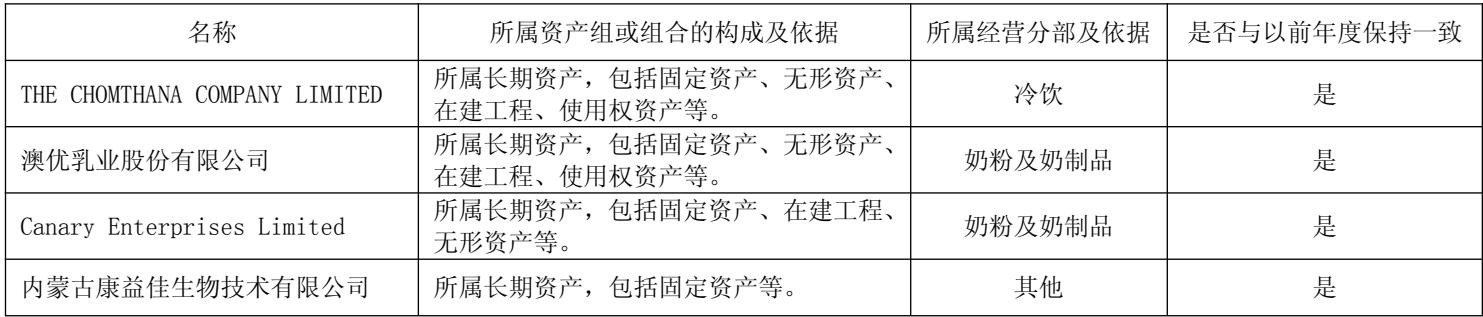 名称 所属资产组或组合的构成及依据 所属经营分部及依据 是否与以前年度保持一致
THE CHOMTHANA COMPANY LIMITED 所属长期资产，包括固定资产、无形资产、在建工程、使用权资产等。 冷饮 是
澳优乳业股份有限公司 所属长期资产，包括固定资产、无形资产、在建工程、使用权资产等。 奶粉及奶制品 是
Canary Enterprises Limited 所属长期资产，包括固定资产、在建工程、无形资产等。 奶粉及奶制品 是
内蒙古康益佳生物技术有限公司 所属长期资产，包括固定资产等。 其他 是